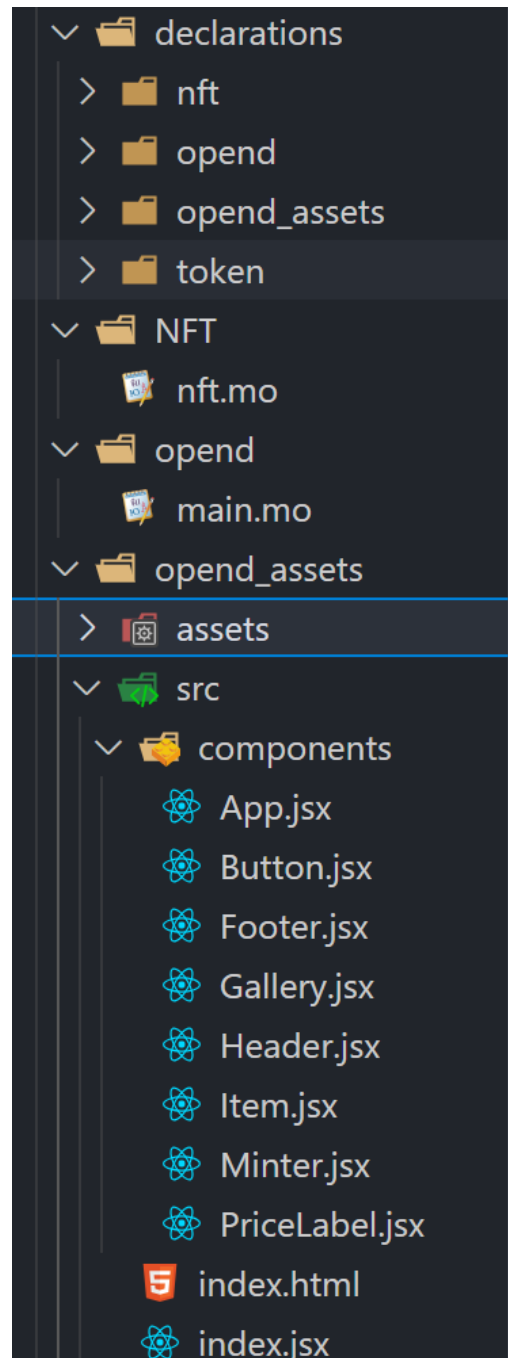 declarations
nft
opend
opend_assets
token
NFT
nft.mo
opend
main.mo
opend_assets
assets
src
components
App.jsx
Button.jsx
Footer.jsx
Gallery.jsx
Header.jsx
Item.jsx
Minter.jsx
PriceLabel.jsx
index.html
index.jsx